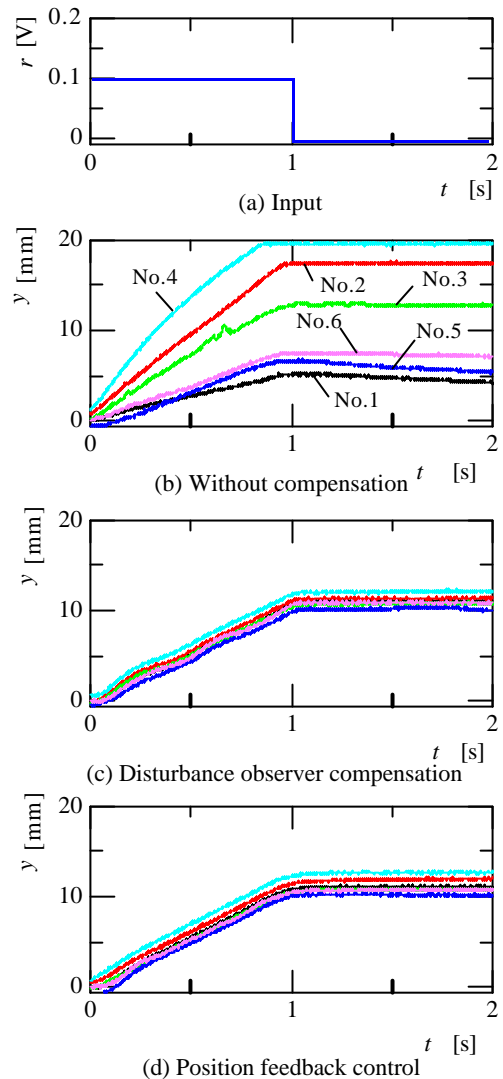 r [V]
0.2
0.1
0
0 1 2
t [s]
(a) Input
y [mm]
20
10
0
No.4
No.2
No.3
No.6
No.5
No.1
0 1 2
(b) Without compensation t [s]
y [mm]
20
10
0
0 1 2
t [s]
(c) Disturbance observer compensation
y [mm]
20
10
0
0 1 2
t [s]
(d) Position feedback control